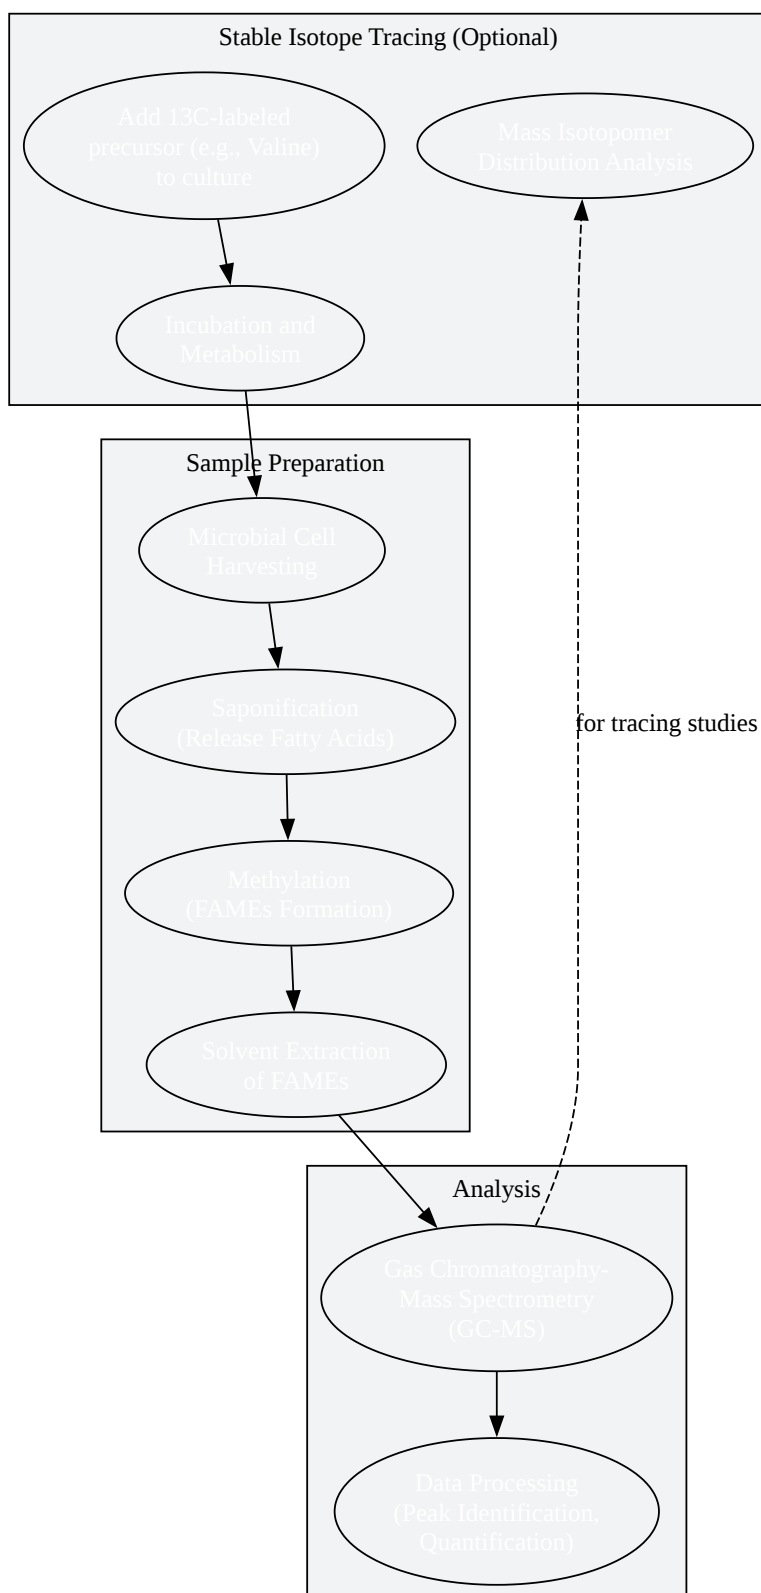 Stable Isotope Tracing (Optional)
Add 13C-labeled
precursor (e.g., Valine)
to culture
Mass Isotopomer
Distribution Analysis
Incubation and
Metabolism
Sample Preparation
Microbial Cell
Harvesting
Saponification
(Release Fatty Acids)
for tracing studies
Methylation
(FAMEs Formation)
Solvent Extraction
of FAMEs
Analysis
Gas Chromatography-
Mass Spectrometry
(GC-MS)
Data Processing
(Peak Identification,
Quantification)